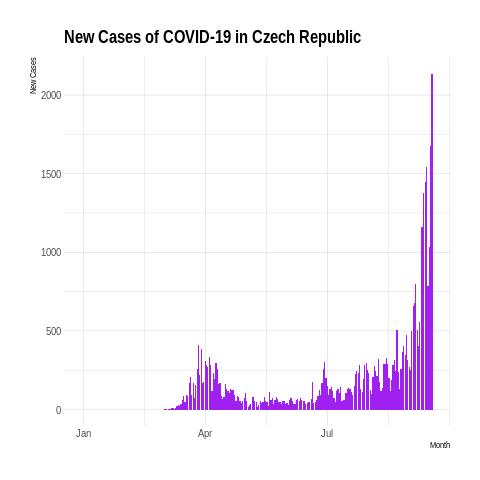 New Cases of COVID-19 in Czech Republic
New Cases
2000
1500
1000
500
0
Jan Apr Jul
Month